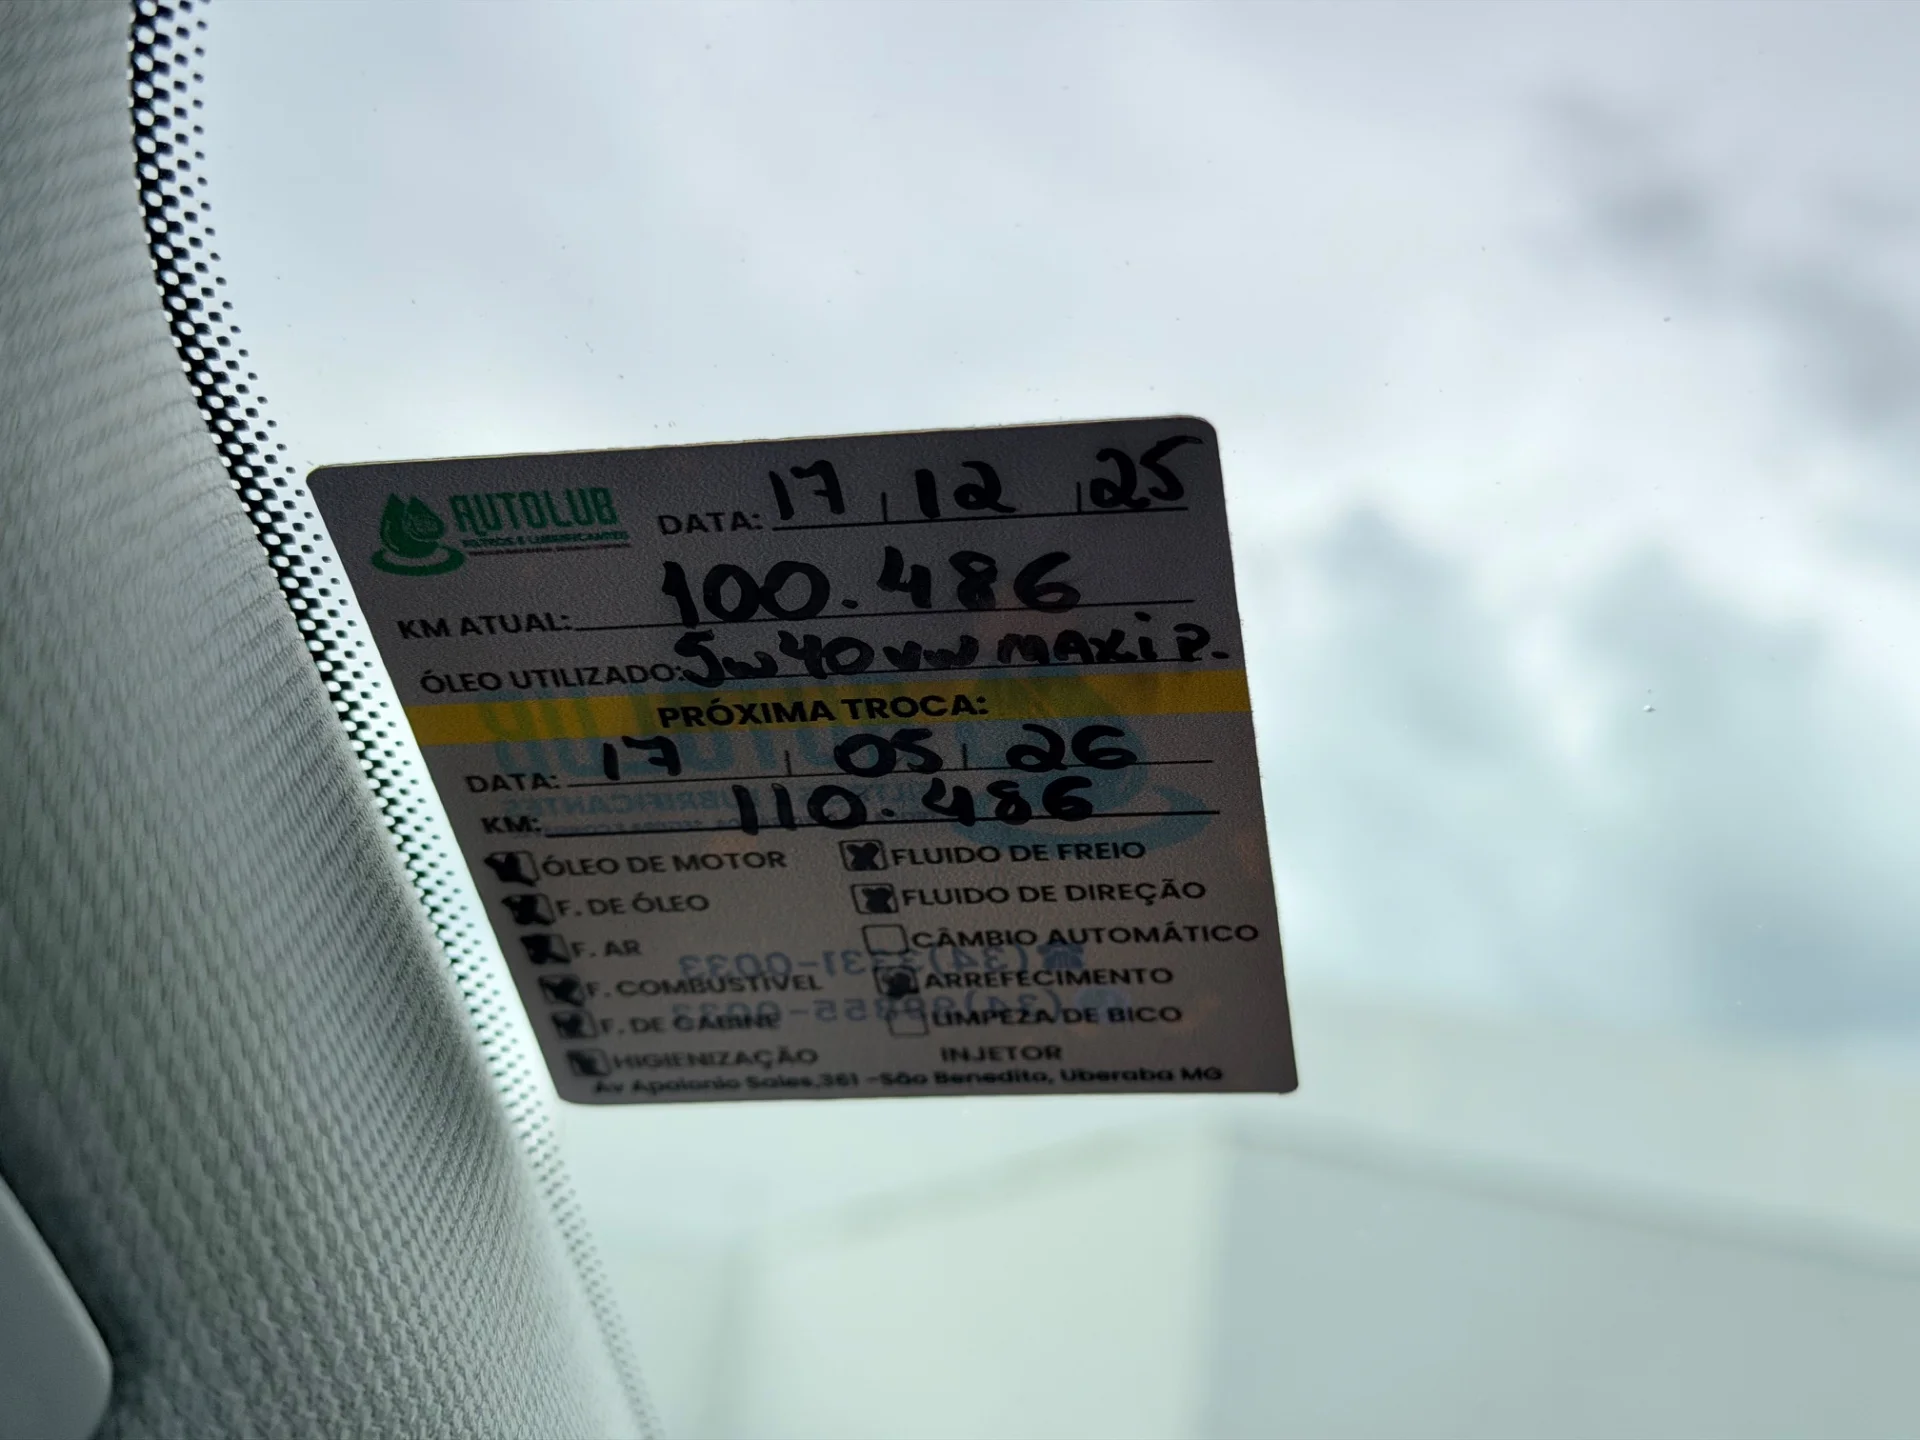 AUTOLUB
FILTROS E LUBRIFICANTES
DATA: 17 / 12 / 25
KM ATUAL: 100.486
ÓLEO UTILIZADO: 5W40 VW MAXI P.
PRÓXIMA TROCA:
DATA: 17 / 05 / 26
KM: 110.486
ÓLEO DE MOTOR
F. DE ÓLEO
F. AR
F. COMBUSTÍVEL
F. DE CABINE
HIGIENIZAÇÃO
FLUIDO DE FREIO
FLUIDO DE DIREÇÃO
CÂMBIO AUTOMÁTICO
ARREFECIMENTO
LIMPEZA DE BICO
INJETOR
Av Apolonio Sales,361 -São Benedito, Uberaba MG